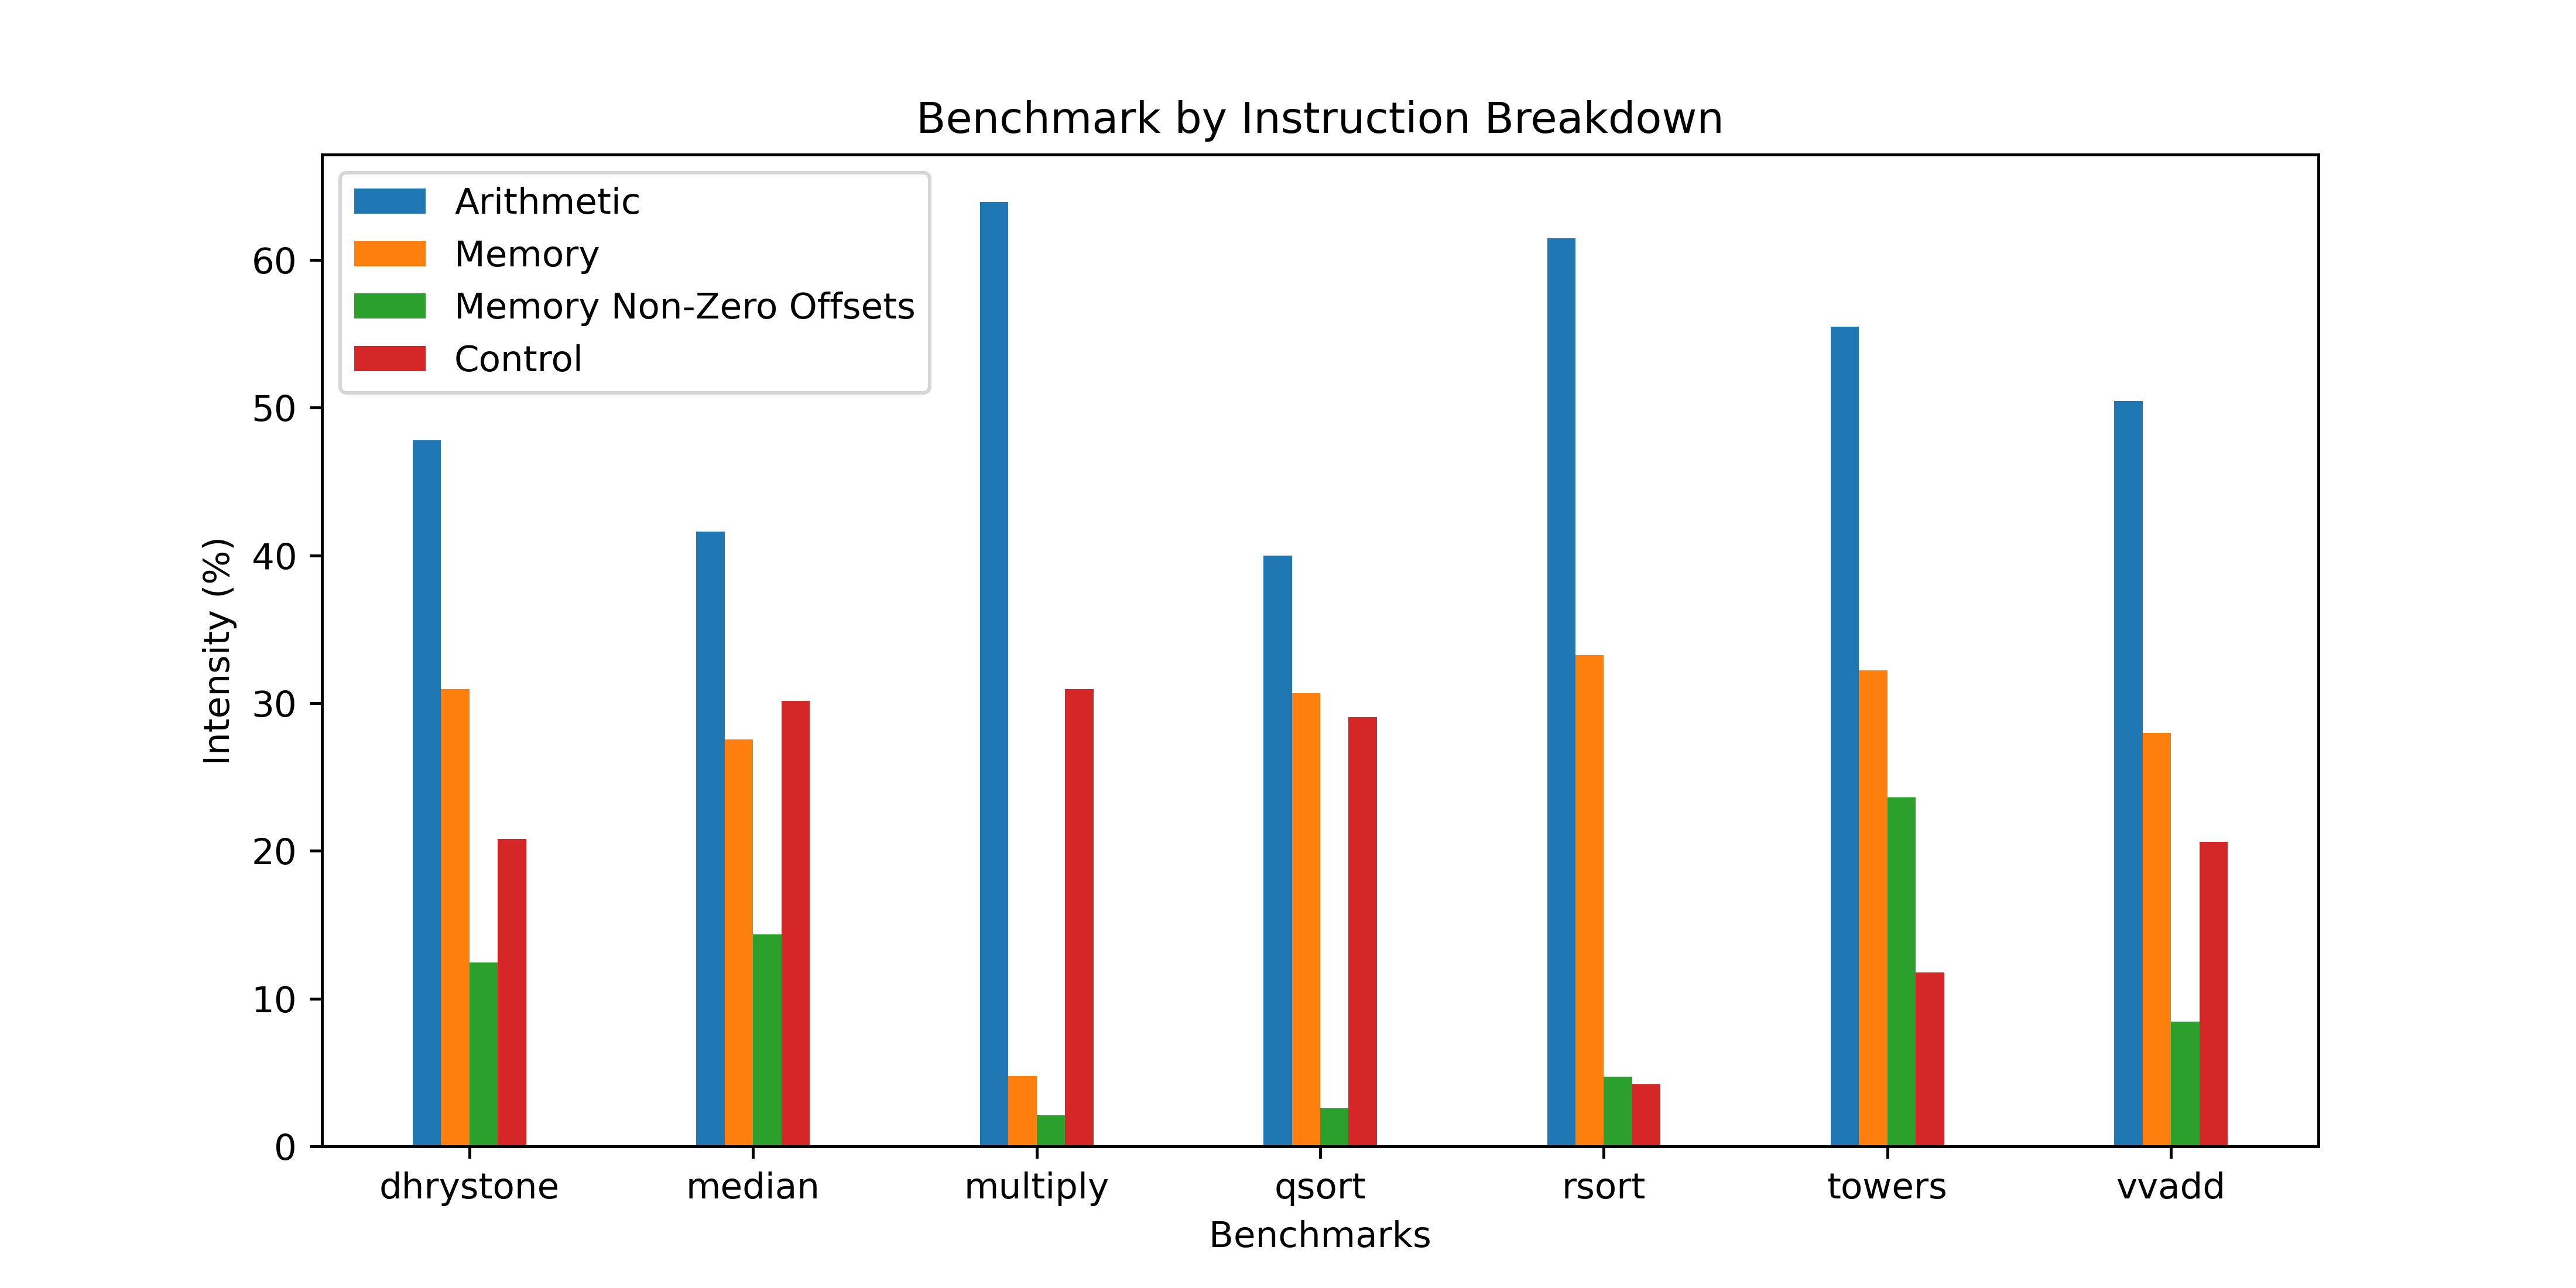 Benchmark by Instruction Breakdown
Arithmetic
Memory
Memory Non-Zero Offsets
Control
Intensity (%)
60
50
40
30
20
10
0
dhrystone median multiply qsort rsort towers vvadd
Benchmarks